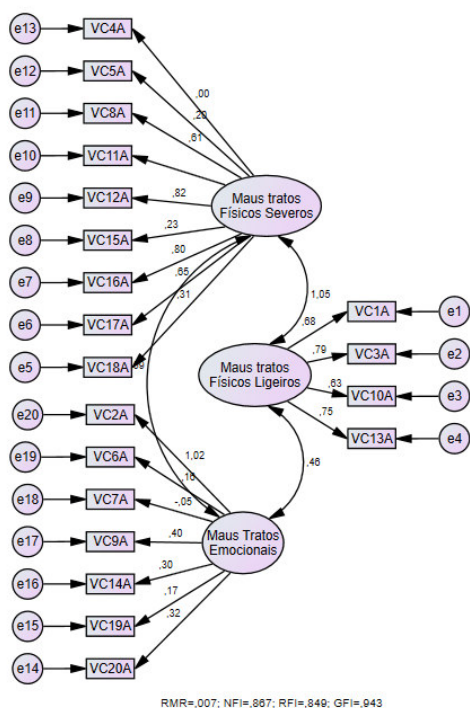 e13
VC4A
e12
VC5A
,00
,20
e11
VC8A
,61
e10
VC11A
e9
VC12A
,82
Maus tratos
Físicos Severos
e8
VC15A
,23
,80
e7
VC16A
,65
,31
e6
VC17A
1,05
VC1A
e1
,68
e5
VC18A
,79
VC3A
e2
Maus tratos
Físicos Ligeiros
,63
VC10A
e3
e20
VC2A
,75
VC13A
e4
e19
VC6A
1,02
,46
,16
e18
VC7A
-,05
e17
VC9A
,40
Maus Tratos
Emocionais
e16
VC14A
,30
,17
e15
VC19A
,32
e14
VC20A
RMR=,007; NFI=,867; RFI=,849; GFI=,943